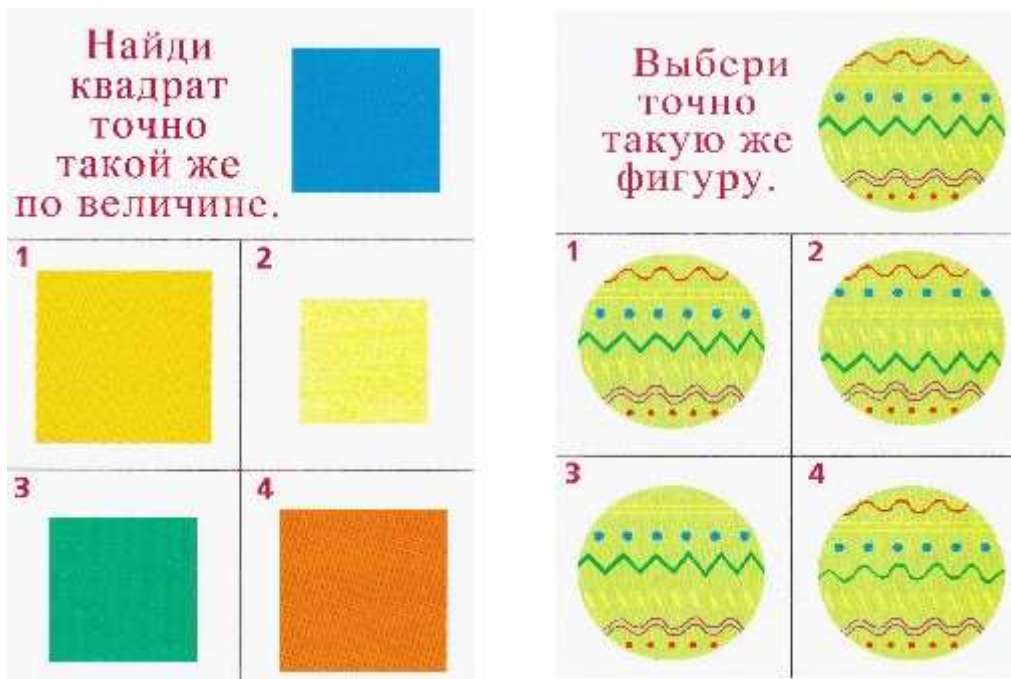 Найди
квадрат
точно
такой же
по величине.
1
2
3
4
Выбери
точно
такую же
фигуру.
1
2
3
4